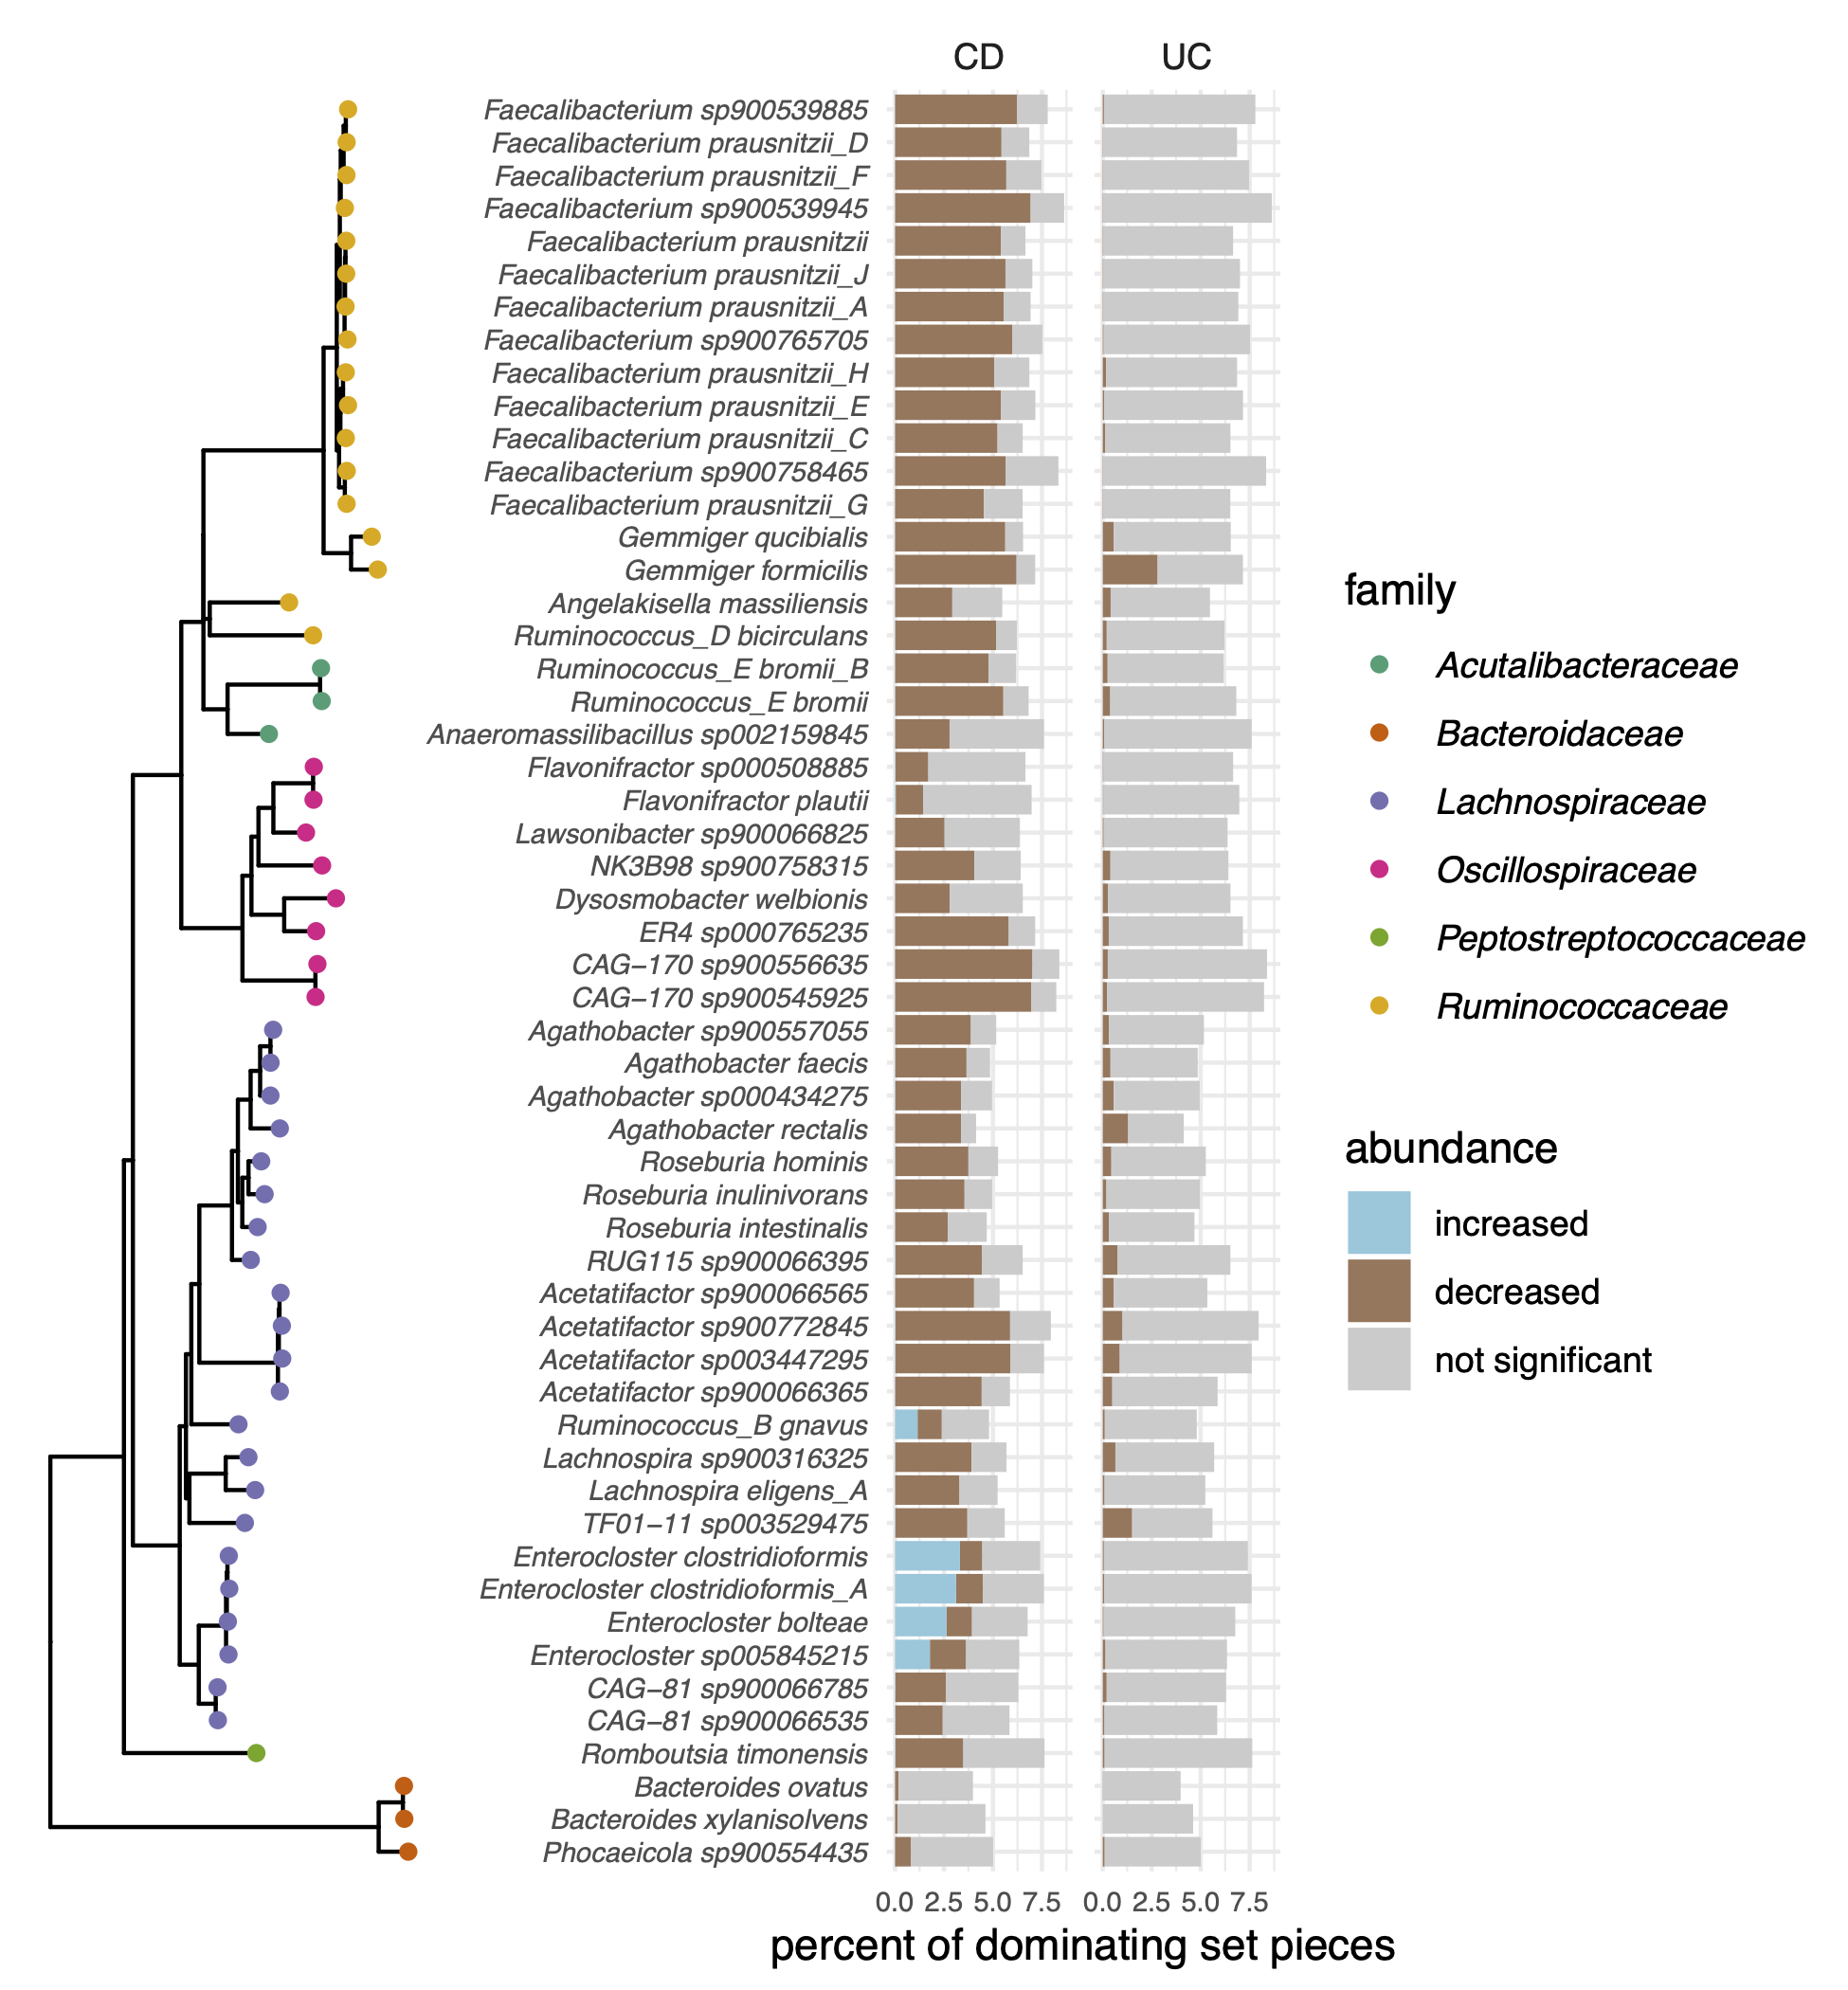 CD UC
Faecalibacterium sp900539885
Faecalibacterium prausnitzii_D
Faecalibacterium prausnitzii_F
Faecalibacterium sp900539945
Faecalibacterium prausnitzii
Faecalibacterium prausnitzii_J
Faecalibacterium prausnitzii_A
Faecalibacterium sp900765705
Faecalibacterium prausnitzii_H
Faecalibacterium prausnitzii_E
Faecalibacterium prausnitzii_C
Faecalibacterium sp900758465
Faecalibacterium prausnitzii_G
Gemmiger qucibialis
Gemmiger formicilis
Angelakisella massiliensis
Ruminococcus_D bicirculans
Ruminococcus_E bromii_B
Ruminococcus_E bromii
Anaeromassilibacillus sp002159845
Flavonifractor sp000508885
Flavonifractor plautii
Lawsonibacter sp900066825
NK3B98 sp900758315
Dysosmobacter welbionis
ER4 sp000765235
CAG−170 sp900556635
CAG−170 sp900545925
Agathobacter sp900557055
Agathobacter faecis
Agathobacter sp000434275
Agathobacter rectalis
Roseburia hominis
Roseburia inulinivorans
Roseburia intestinalis
RUG115 sp900066395
Acetatifactor sp900066565
Acetatifactor sp900772845
Acetatifactor sp003447295
Acetatifactor sp900066365
Ruminococcus_B gnavus
Lachnospira sp900316325
Lachnospira eligens_A
TF01−11 sp003529475
Enterocloster clostridioformis
Enterocloster clostridioformis_A
Enterocloster bolteae
Enterocloster sp005845215
CAG−81 sp900066785
CAG−81 sp900066535
Romboutsia timonensis
Bacteroides ovatus
Bacteroides xylanisolvens
Phocaeicola sp900554435
0.0 2.5 5.0 7.5 0.0 2.5 5.0 7.5
percent of dominating set pieces
family
Acutalibacteraceae
Bacteroidaceae
Lachnospiraceae
Oscillospiraceae
Peptostreptococcaceae
Ruminococcaceae
abundance
increased
decreased
not significant